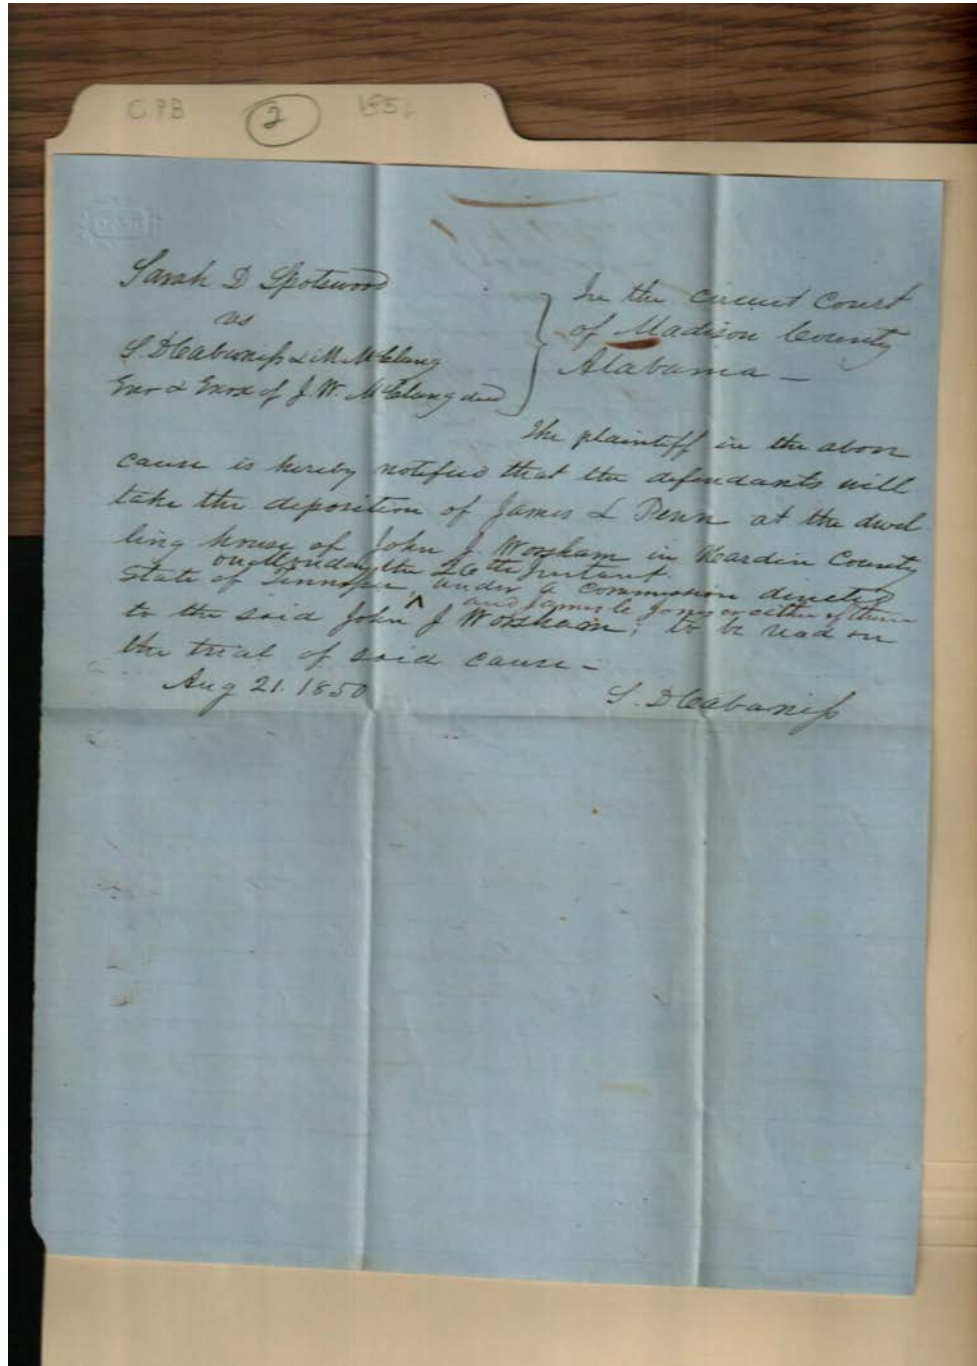 CPB 2 185
Sarah D Spotswood
vs
S. D Cabaniss & M. McClung
Exor & Exrx of J. W. McClung decd
In the circuit Court
of Madison County
Alabama –
The plaintiff in the above
cause is hereby notified that the defendants will
take the deposition of James L Penn at the dwel
ling house of John J Worsham in Hardin County
on Monday the 26th Instant
State of Tennessee, under a commission directed
and James C Jones or either of them
to the said John J Worsham; to be read on
the trial of said cause –
Aug 21. 1850
S. D Cabaniss